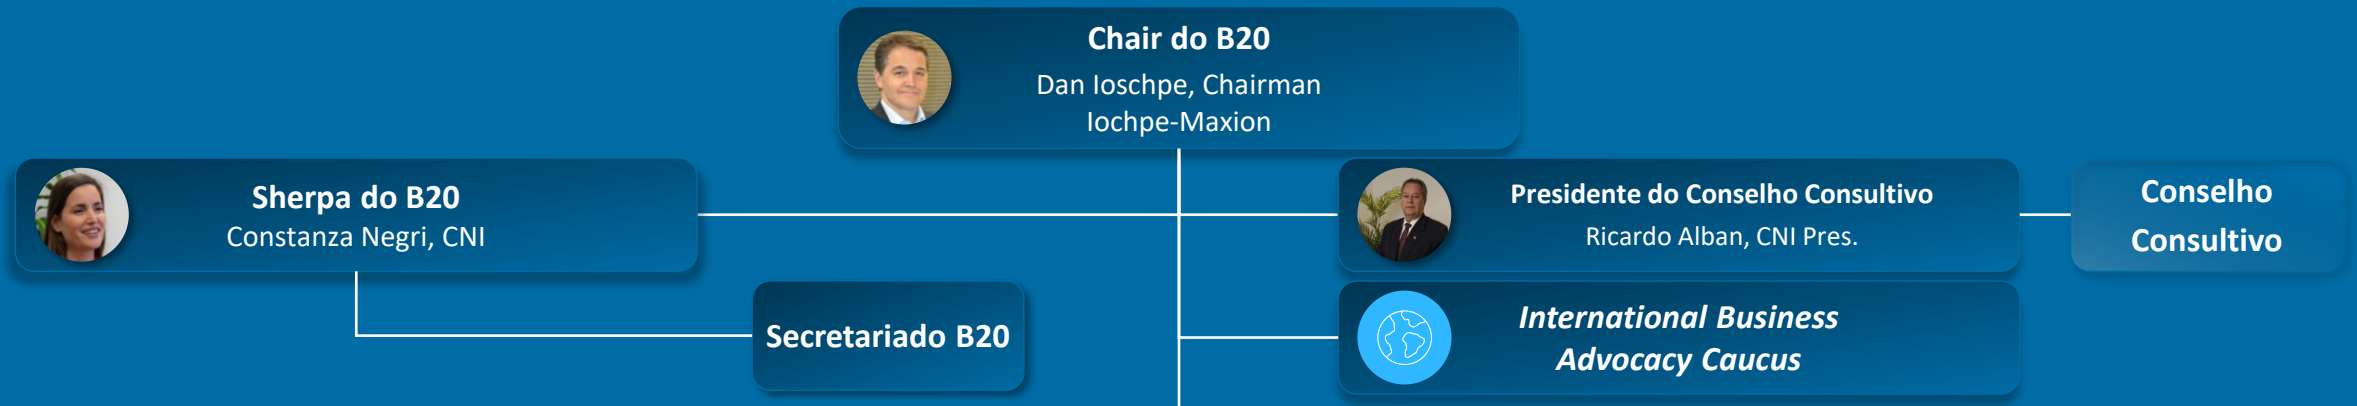 Chair do B20
Dan Ioschpe, Chairman
Iochpe-Maxion
Sherpa do B20
Constanza Negri, CNI
Presidente do Conselho Consultivo
Ricardo Alban, CNI Pres.
Conselho
Consultivo
Secretariado B20
International Business
Advocacy Caucus